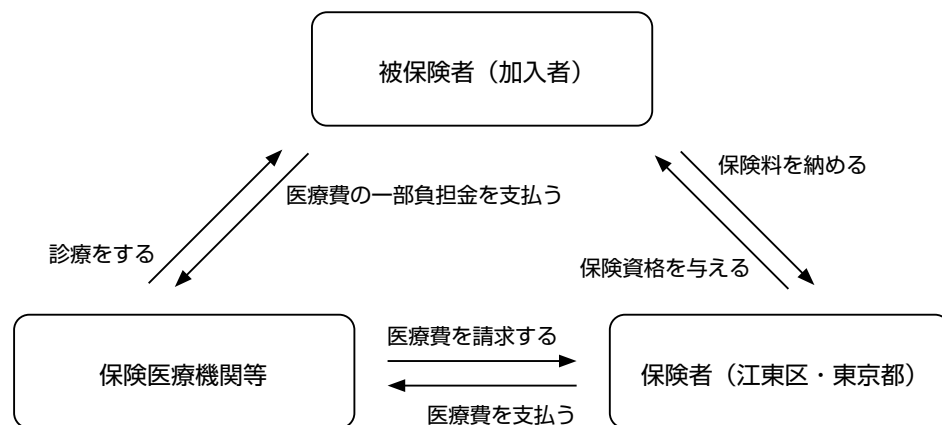 被保険者（加入者）
保険料を納める
医療費の一部負担金を支払う
診療をする
保険資格を与える
医療費を請求する
保険医療機関等
保険者（江東区・東京都）
医療費を支払う